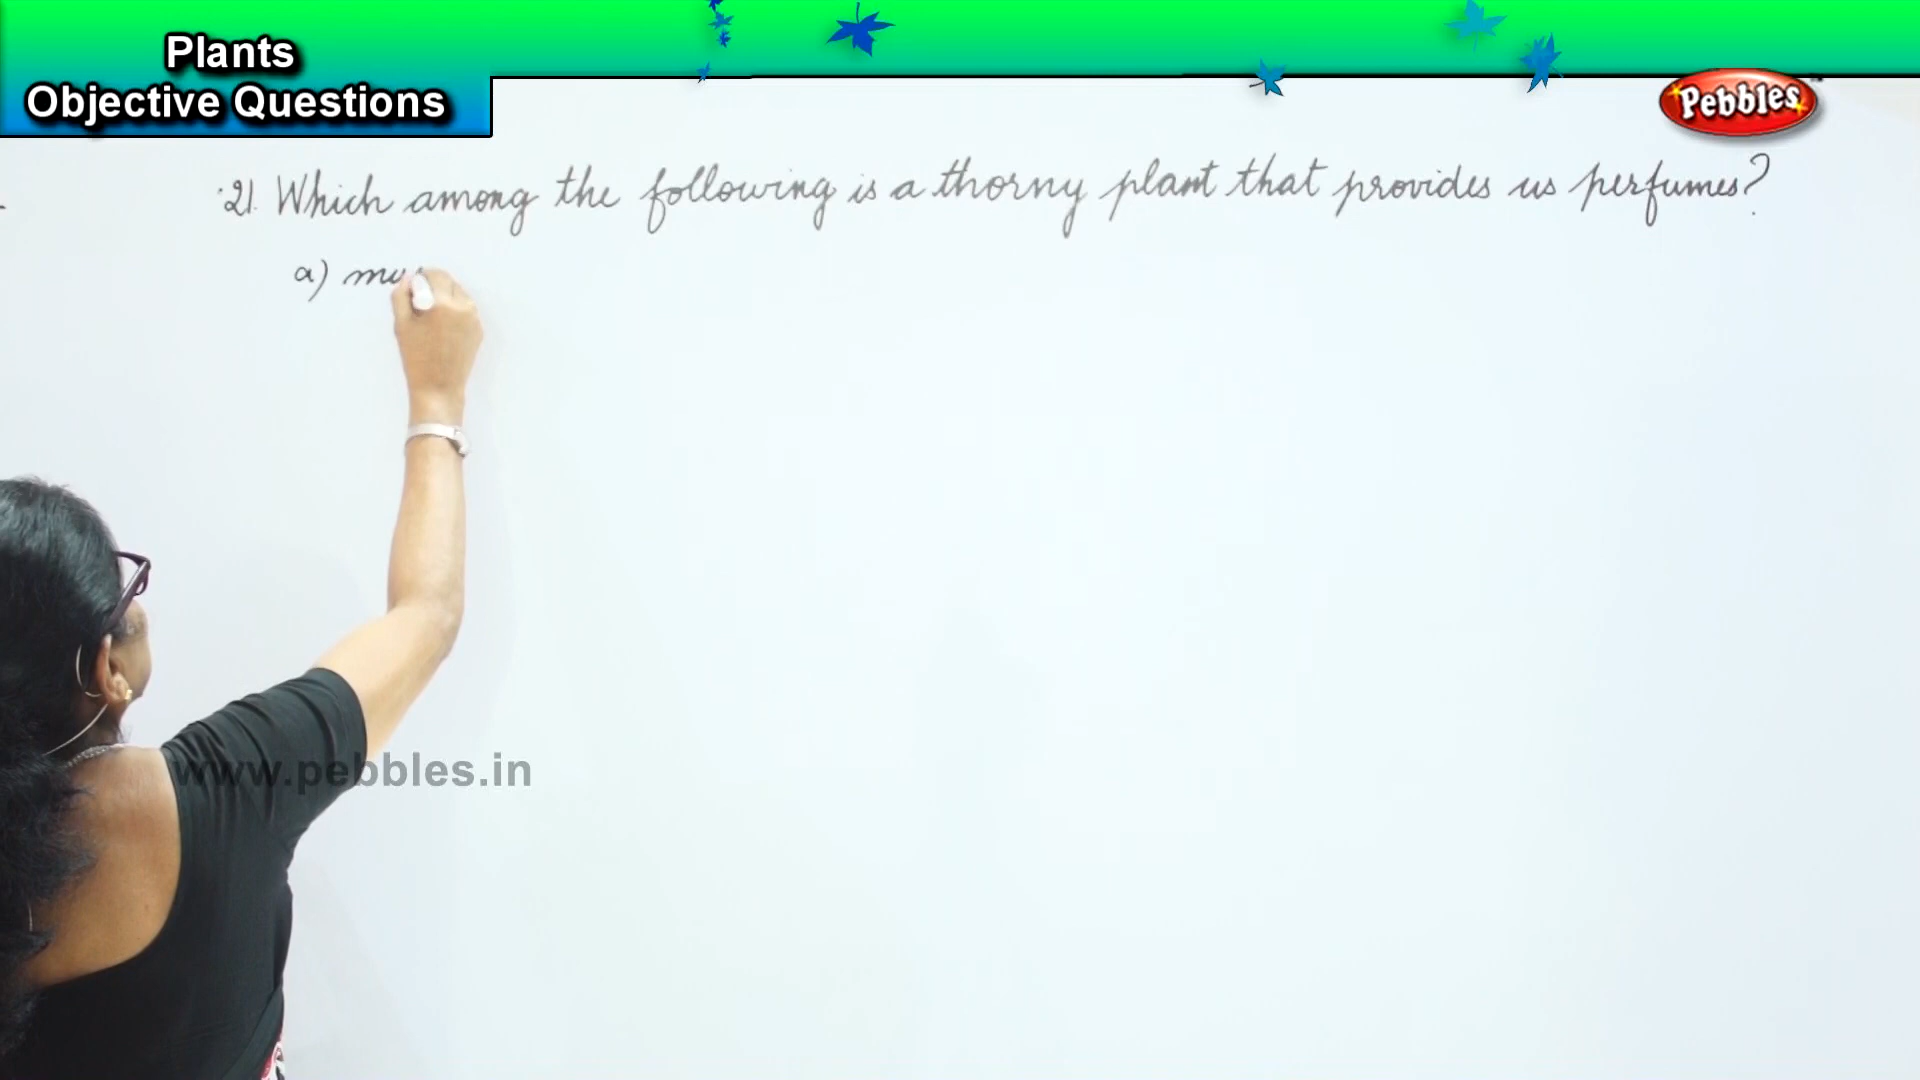 Plants
Objective Questions
Pebbles
21. Which among the following is a thorny plant that provides us perfumes?
a)
www.pebbles.in